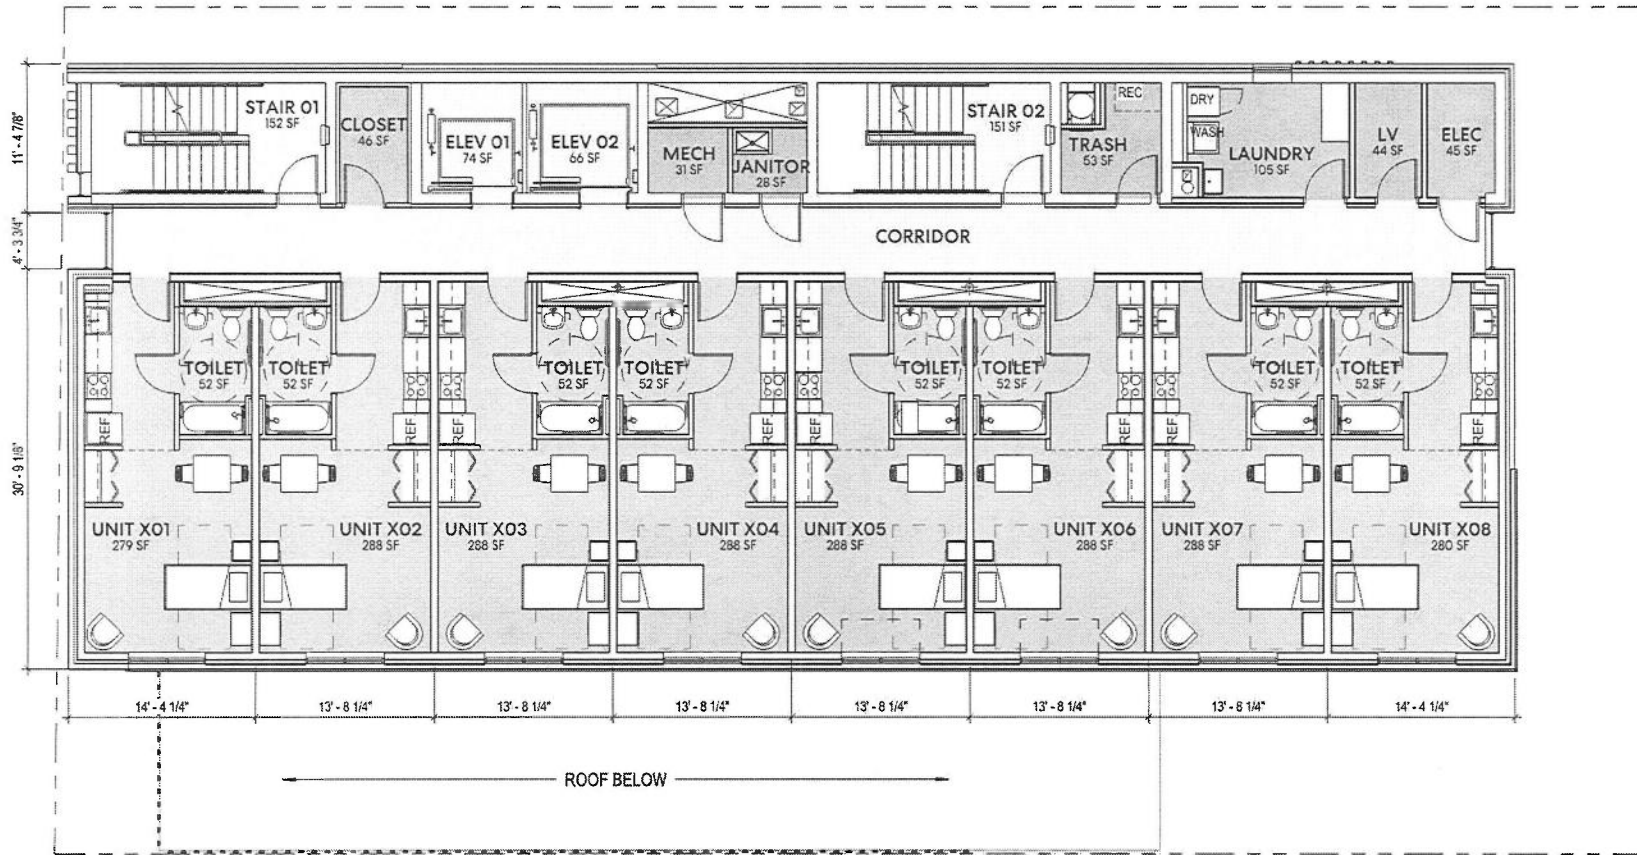 STAIR 01
152 SF
CLOSET
46 SF
ELEV 01
74 SF
ELEV 02
66 SF
MECH
31 SF
JANITOR
28 SF
STAIR 02
151 SF
REC
TRASH
53 SF
DRY
WASH
LAUNDRY
105 SF
LV
44 SF
ELEC
45 SF
11' - 4 7/8"
4' - 3 3/4"
30' - 9 1/8"
CORRIDOR
TOILET
52 SF
TOILET
52 SF
TOILET
52 SF
TOILET
52 SF
TOILET
52 SF
TOILET
52 SF
TOILET
52 SF
TOILET
52 SF
REF
REF
REF
REF
REF
REF
REF
REF
UNIT X01
279 SF
UNIT X02
288 SF
UNIT X03
288 SF
UNIT X04
288 SF
UNIT X05
288 SF
UNIT X06
288 SF
UNIT X07
288 SF
UNIT X08
280 SF
14' - 4 1/4"
13' - 8 1/4"
13' - 8 1/4"
13' - 8 1/4"
13' - 8 1/4"
13' - 8 1/4"
13' - 8 1/4"
14' - 4 1/4"
ROOF BELOW